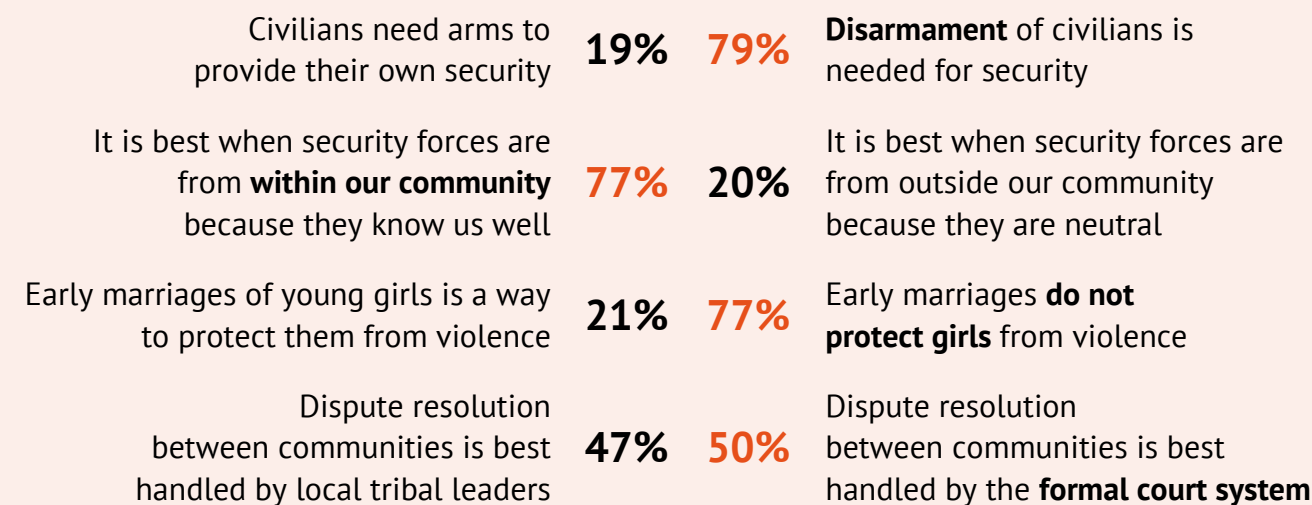 Civilians need arms to
provide their own security
19% 79%
Disarmament of civilians is
needed for security
It is best when security forces are
from within our community
because they know us well
77% 20%
It is best when security forces are
from outside our community
because they are neutral
Early marriages of young girls is a way
to protect them from violence
21% 77%
Early marriages do not
protect girls from violence
Dispute resolution
between communities is best
handled by local tribal leaders
47% 50%
Dispute resolution
between communities is best
handled by the formal court system